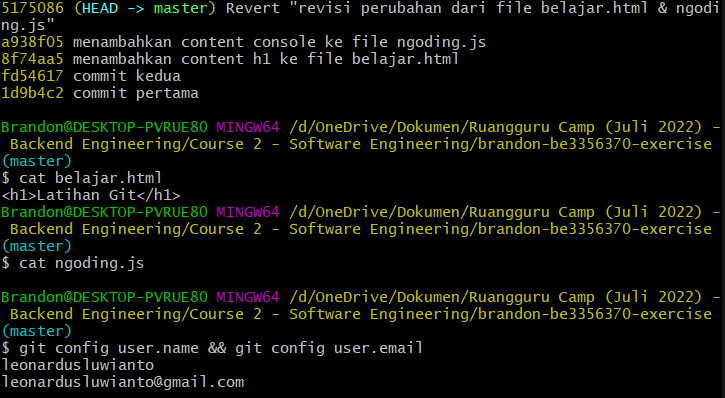 5175086 (HEAD -> master) Revert "revisi perubahan dari file belajar.html & ngodi
ng.js"
a938f05 menambahkan content console ke file ngoding.js
8f74aa5 menambahkan content h1 ke file belajar.html
fd54617 commit kedua
1d9b4c2 commit pertama
Brandon@DESKTOP-PVRUE8O MINGW64 /d/OneDrive/Dokumen/Ruangguru Camp (Juli 2022) -
 Backend Engineering/Course 2 - Software Engineering/brandon-be3356370-exercise
(master)
$ cat belajar.html
<h1>Latihan Git</h1>
Brandon@DESKTOP-PVRUE8O MINGW64 /d/OneDrive/Dokumen/Ruangguru Camp (Juli 2022) -
 Backend Engineering/Course 2 - Software Engineering/brandon-be3356370-exercise
(master)
$ cat ngoding.js
Brandon@DESKTOP-PVRUE8O MINGW64 /d/OneDrive/Dokumen/Ruangguru Camp (Juli 2022) -
 Backend Engineering/Course 2 - Software Engineering/brandon-be3356370-exercise
(master)
$ git config user.name && git config user.email
leonardusluwianto
leonardusluwianto@gmail.com